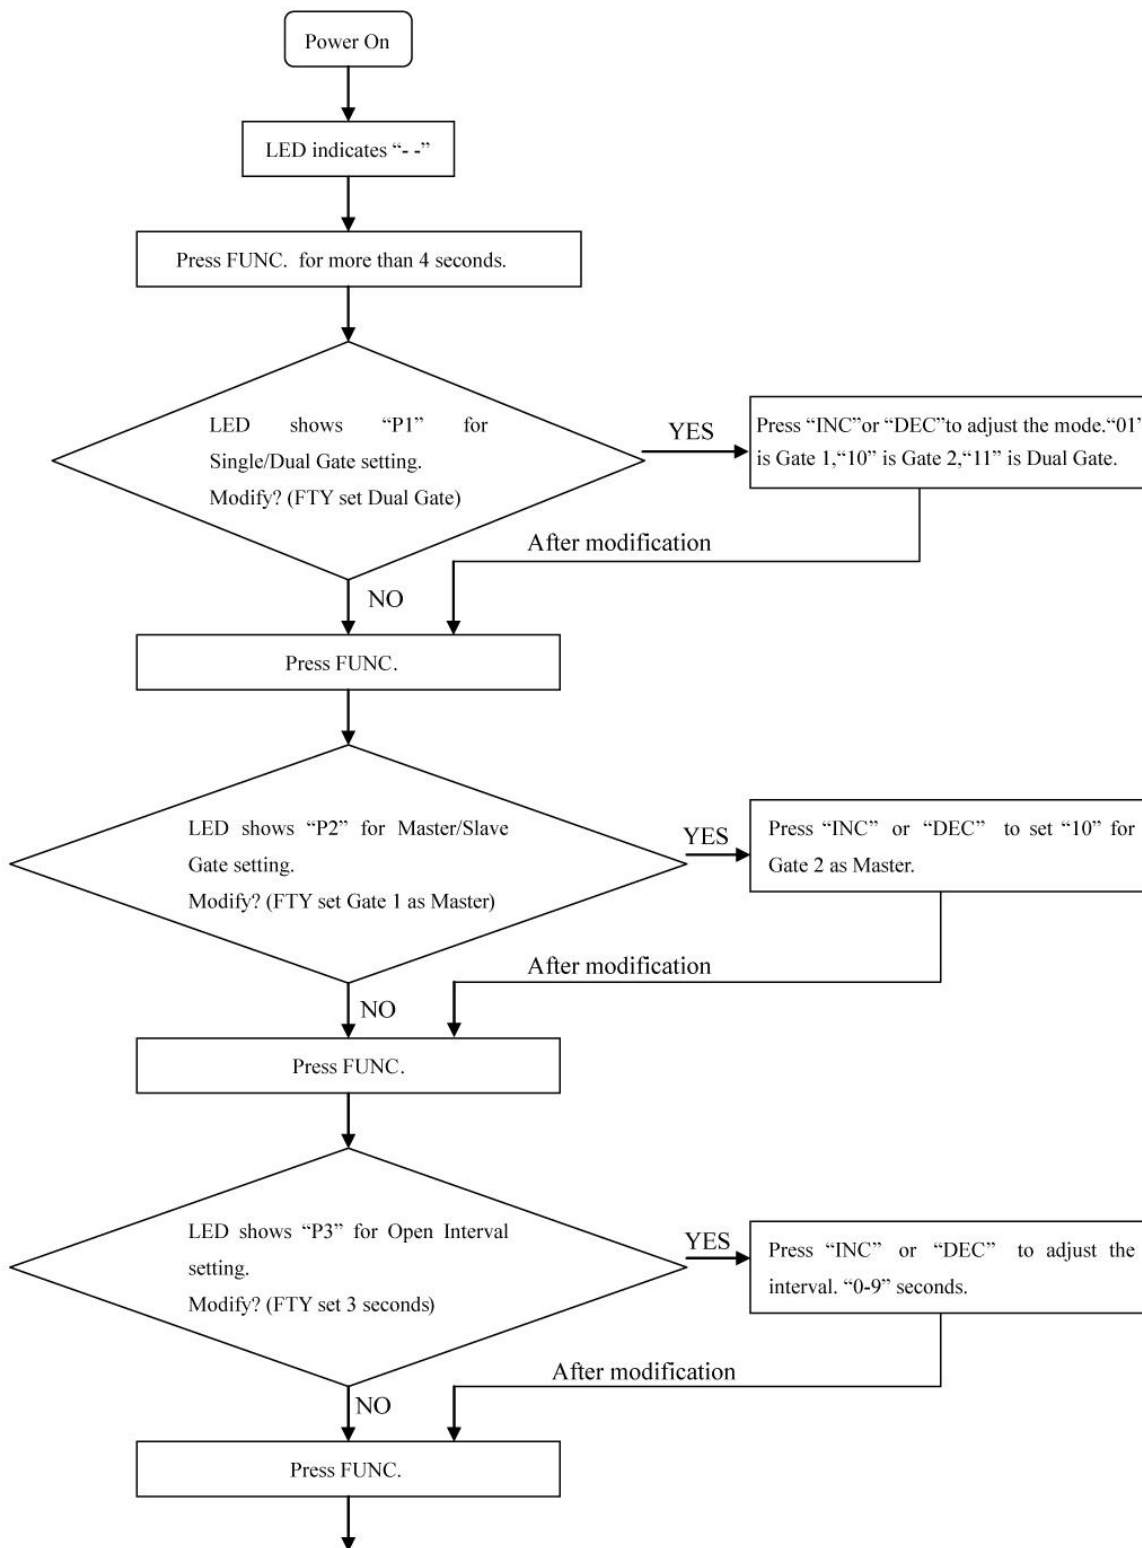 Power On
LED indicates “- -”
Press FUNC. for more than 4 seconds.
LED shows “P1” for
Single/Dual Gate setting.
Modify? (FTY set Dual Gate)
YES
Press “INC”or “DEC”to adjust the mode.“01”
is Gate 1,“10” is Gate 2,“11” is Dual Gate.
After modification
NO
Press FUNC.
LED shows “P2” for Master/Slave
Gate setting.
Modify? (FTY set Gate 1 as Master)
YES
Press “INC” or “DEC” to set “10” for
Gate 2 as Master.
After modification
NO
Press FUNC.
LED shows “P3” for Open Interval
setting.
Modify? (FTY set 3 seconds)
YES
Press “INC” or “DEC” to adjust the
interval. “0-9” seconds.
After modification
NO
Press FUNC.